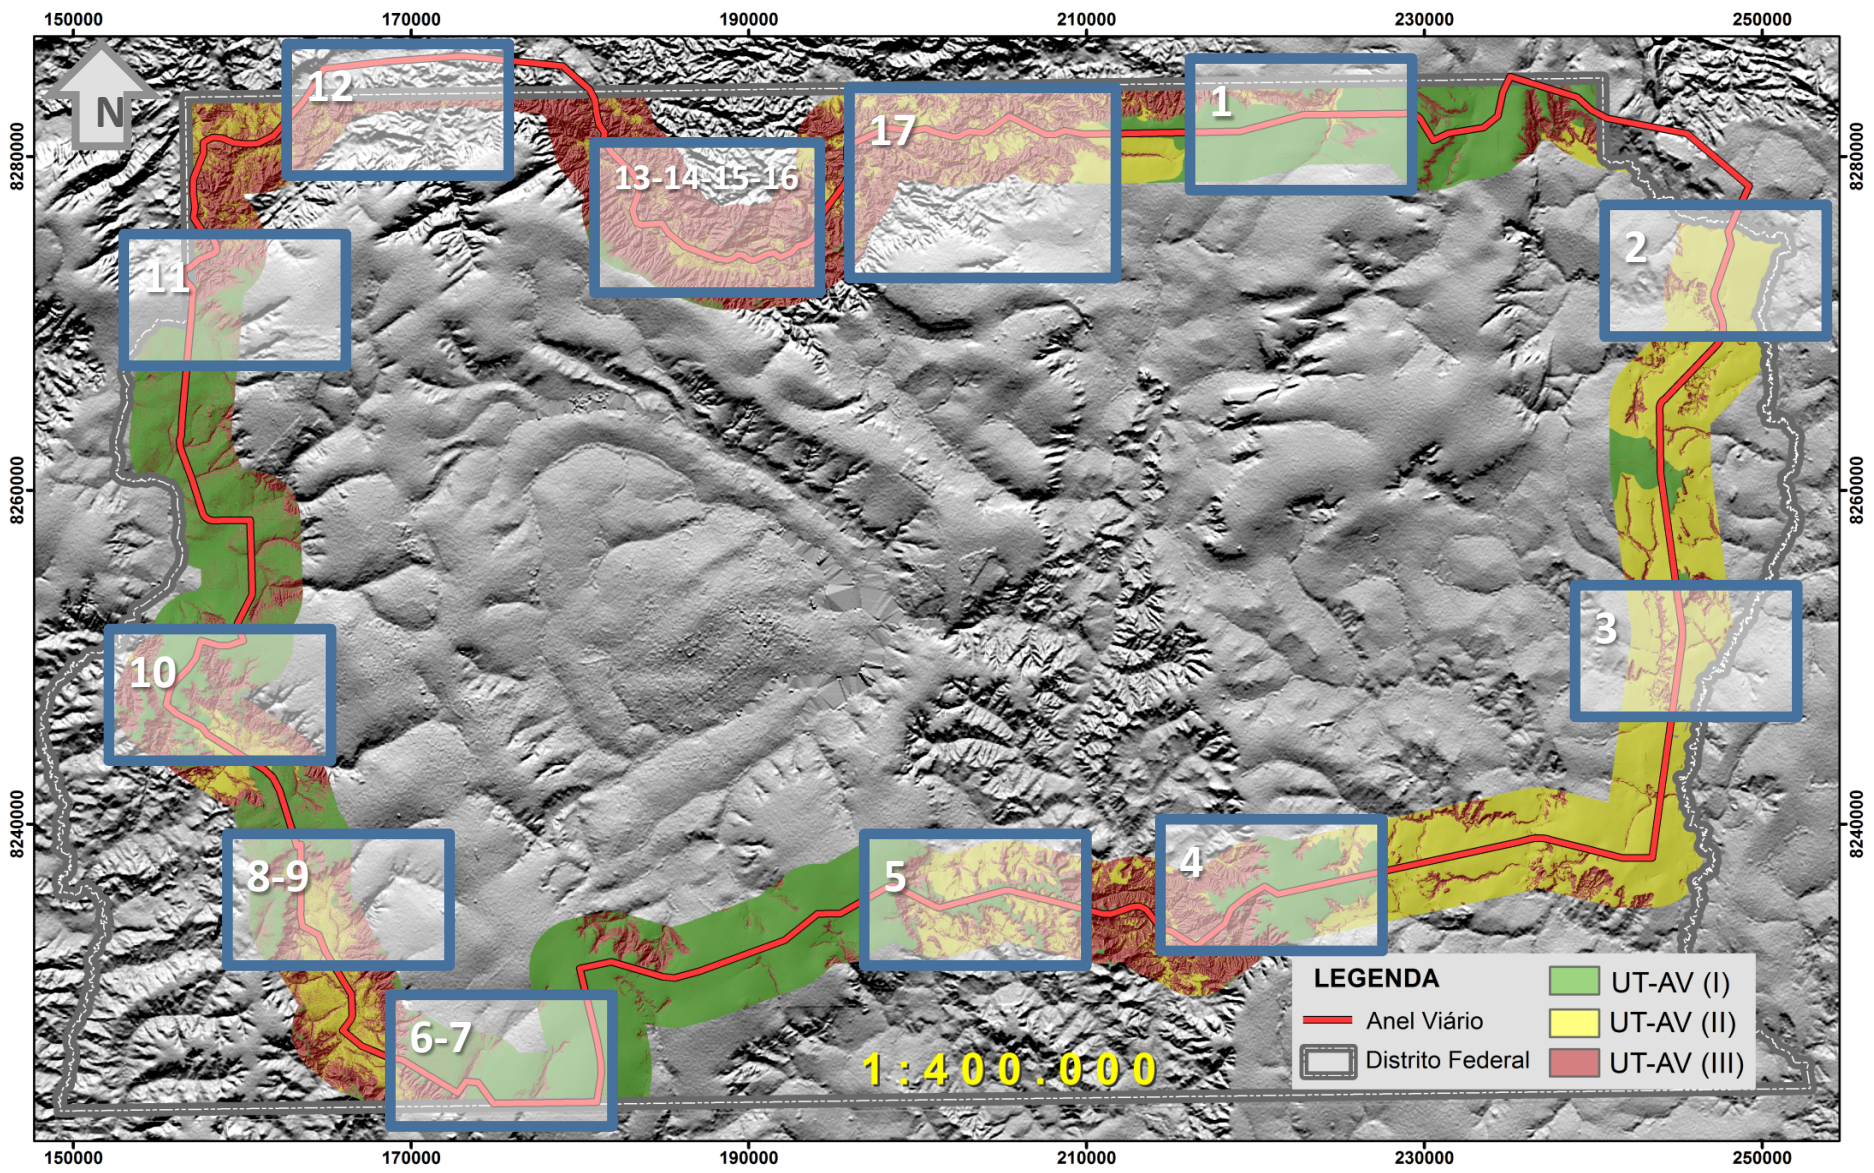 150000 170000 190000 210000 230000 250000
N
12
1
17
13-14-15-16
2
11
3
10
8-9
5
4
6-7
8280000
8260000
8240000
8280000
8260000
8240000
LEGENDA
Anel Viário
Distrito Federal
UT-AV (I)
UT-AV (II)
UT-AV (III)
1:400.000
150000 170000 190000 210000 230000 250000